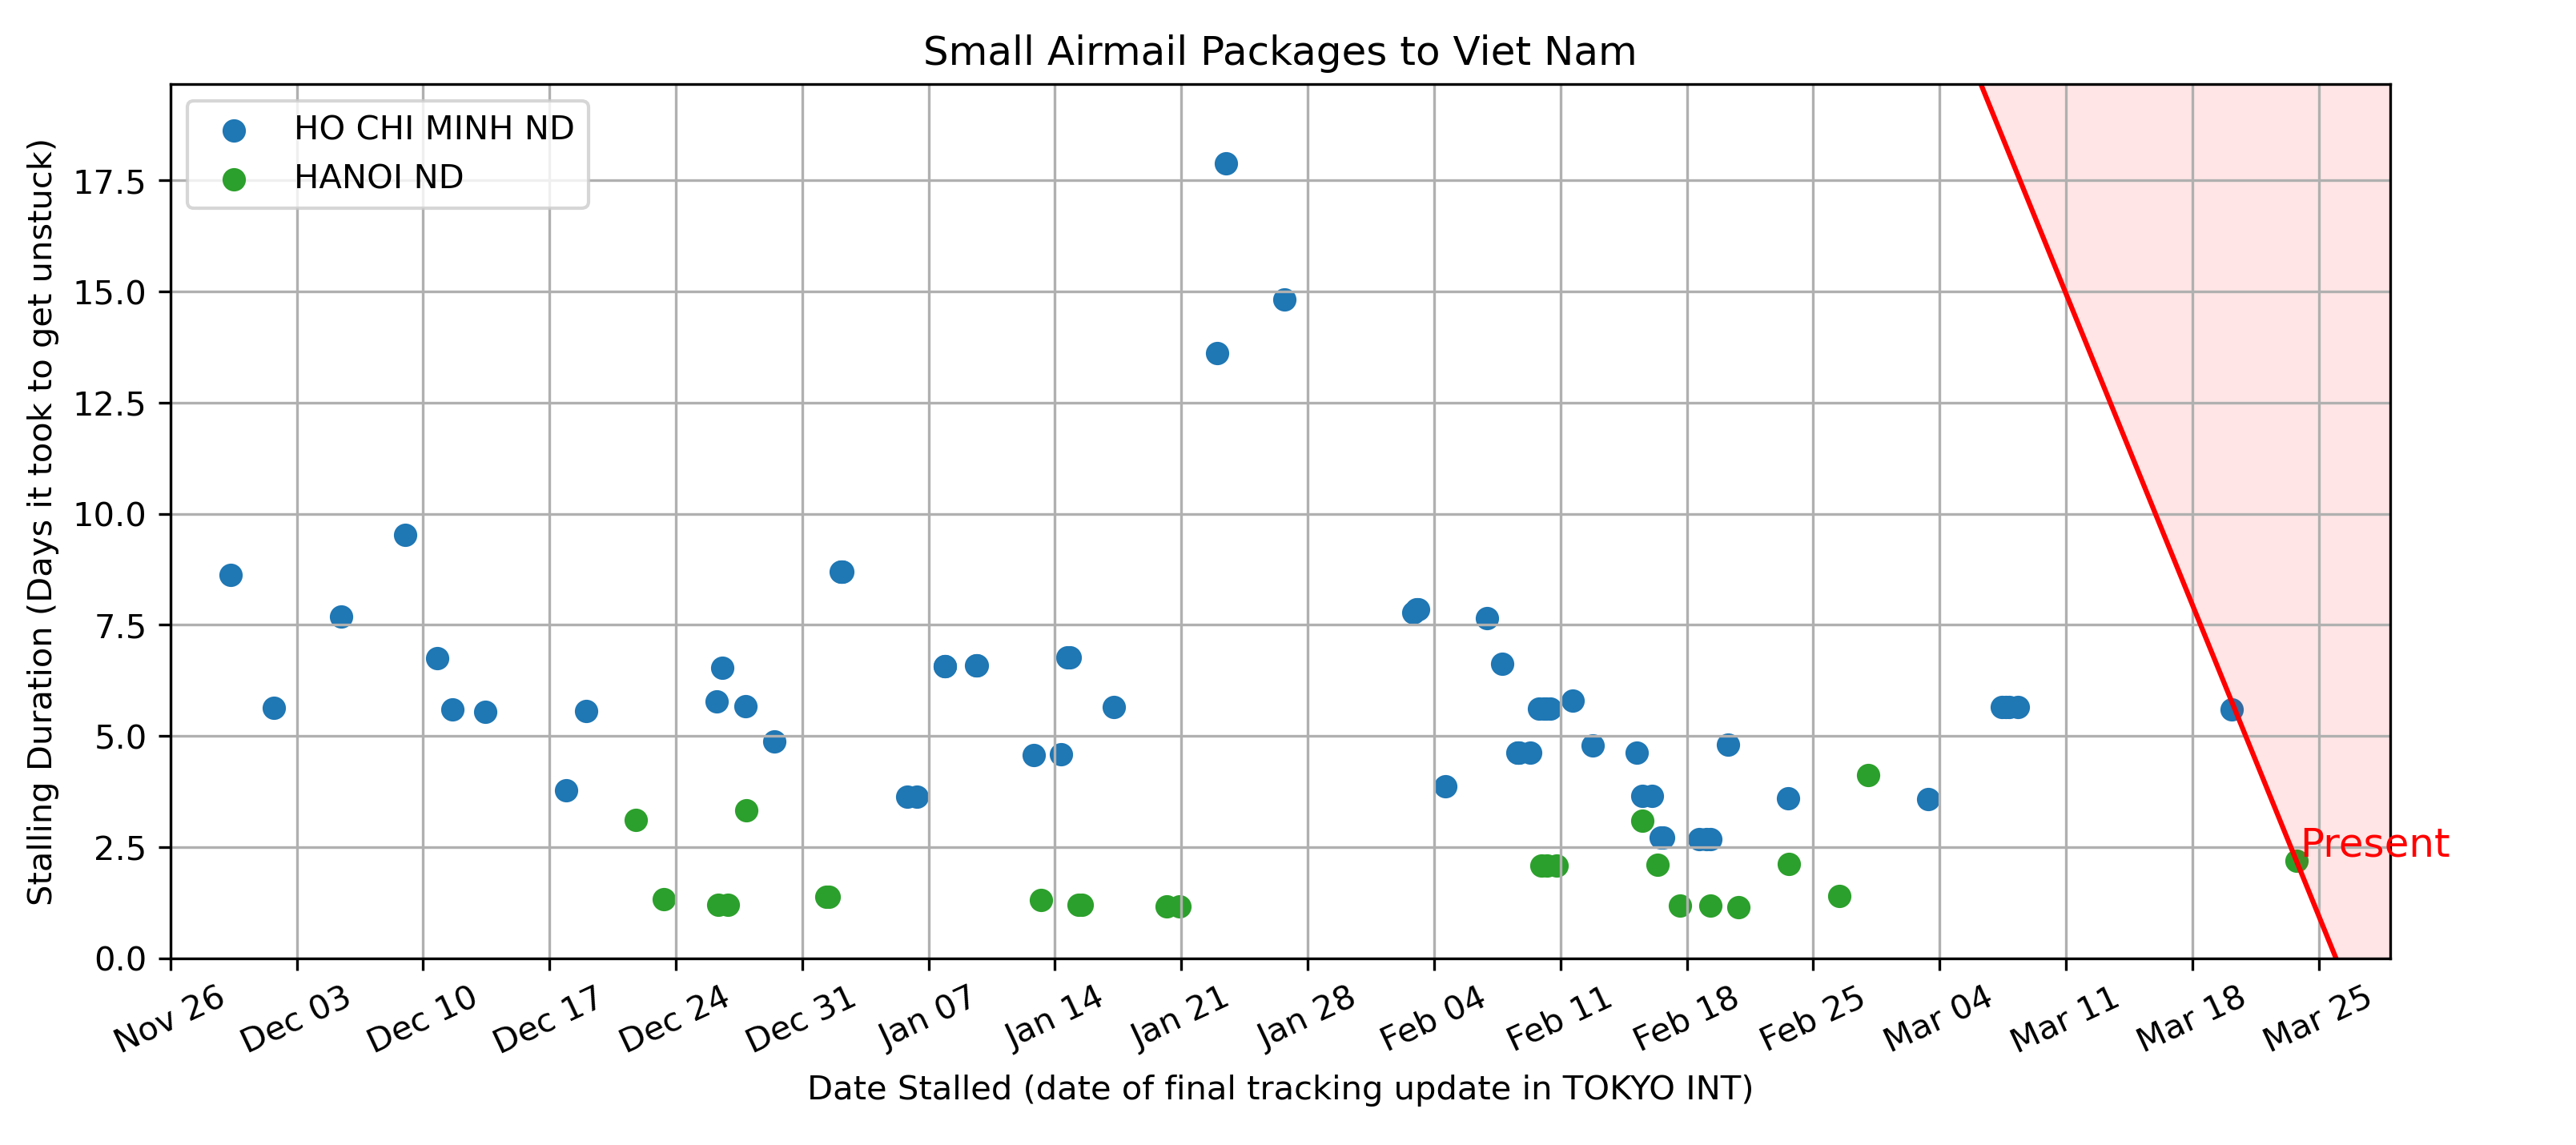 Small Airmail Packages to Viet Nam
HO CHI MINH ND
HANOI ND
Stalling Duration (Days it took to get unstuck)
17.5
15.0
12.5
10.0
7.5
5.0
2.5
0.0
Present
Nov 26
Dec 03
Dec 10
Dec 17
Dec 24
Dec 31
Jan 07
Jan 14
Jan 21
Jan 28
Feb 04
Feb 11
Feb 18
Feb 25
Mar 04
Mar 11
Mar 18
Mar 25
Date Stalled (date of final tracking update in TOKYO INT)